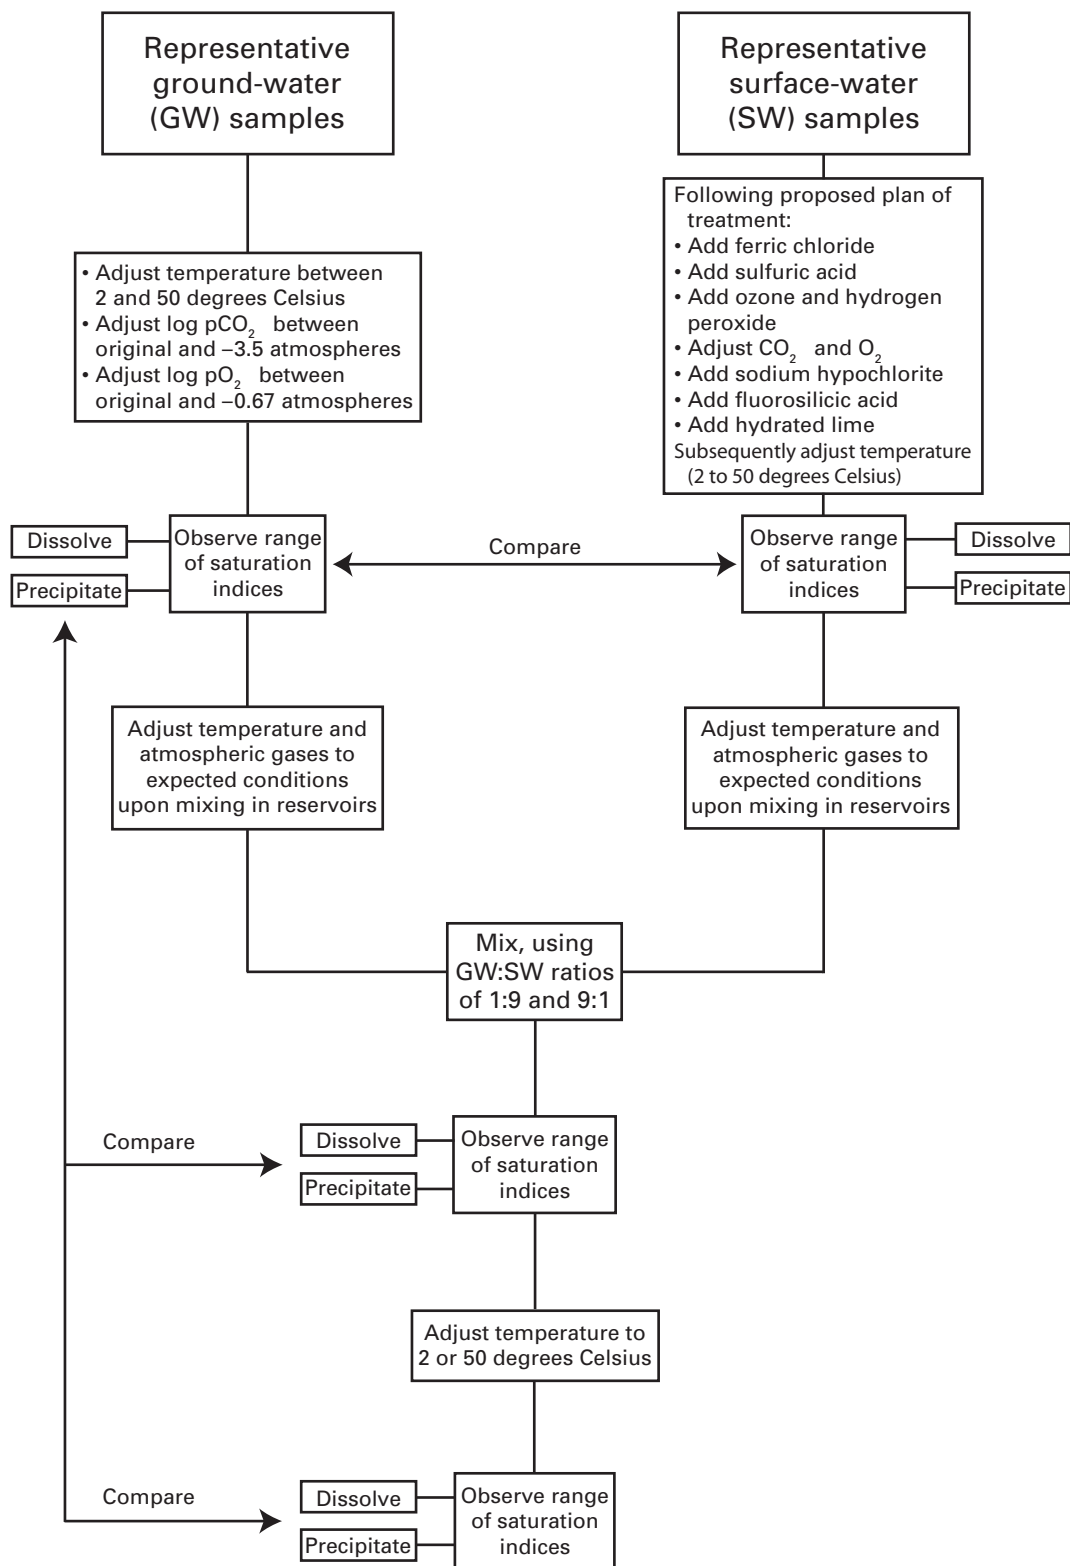 Representative
ground-water
(GW) samples
Representative
surface-water
(SW) samples
• Adjust temperature between
2 and 50 degrees Celsius
• Adjust log pCO₂ between
original and –3.5 atmospheres
• Adjust log pO₂ between
original and –0.67 atmospheres
Following proposed plan of
treatment:
• Add ferric chloride
• Add sulfuric acid
• Add ozone and hydrogen
peroxide
• Adjust CO₂ and O₂
• Add sodium hypochlorite
• Add fluorosilicic acid
• Add hydrated lime
Subsequently adjust temperature
(2 to 50 degrees Celsius)
Dissolve
Precipitate
Observe range
of saturation
indices
Compare
Observe range
of saturation
indices
Dissolve
Precipitate
Adjust temperature and
atmospheric gases to
expected conditions
upon mixing in reservoirs
Adjust temperature and
atmospheric gases to
expected conditions
upon mixing in reservoirs
Mix, using
GW:SW ratios
of 1:9 and 9:1
Compare
Dissolve
Precipitate
Observe range
of saturation
indices
Adjust temperature to
2 or 50 degrees Celsius
Compare
Dissolve
Precipitate
Observe range
of saturation
indices